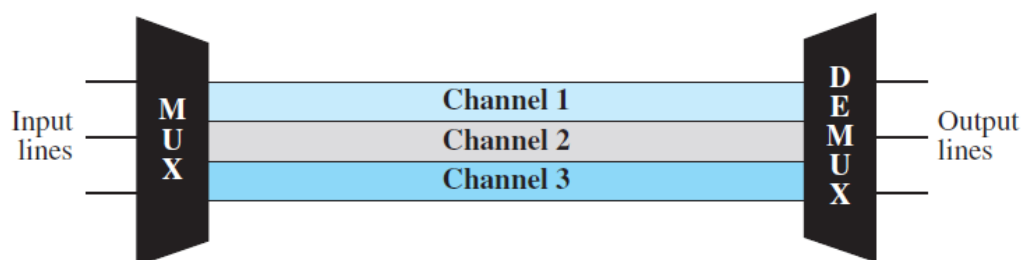 Input
lines
M
U
X
Channel 1
Channel 2
Channel 3
D
E
M
U
X
Output
lines